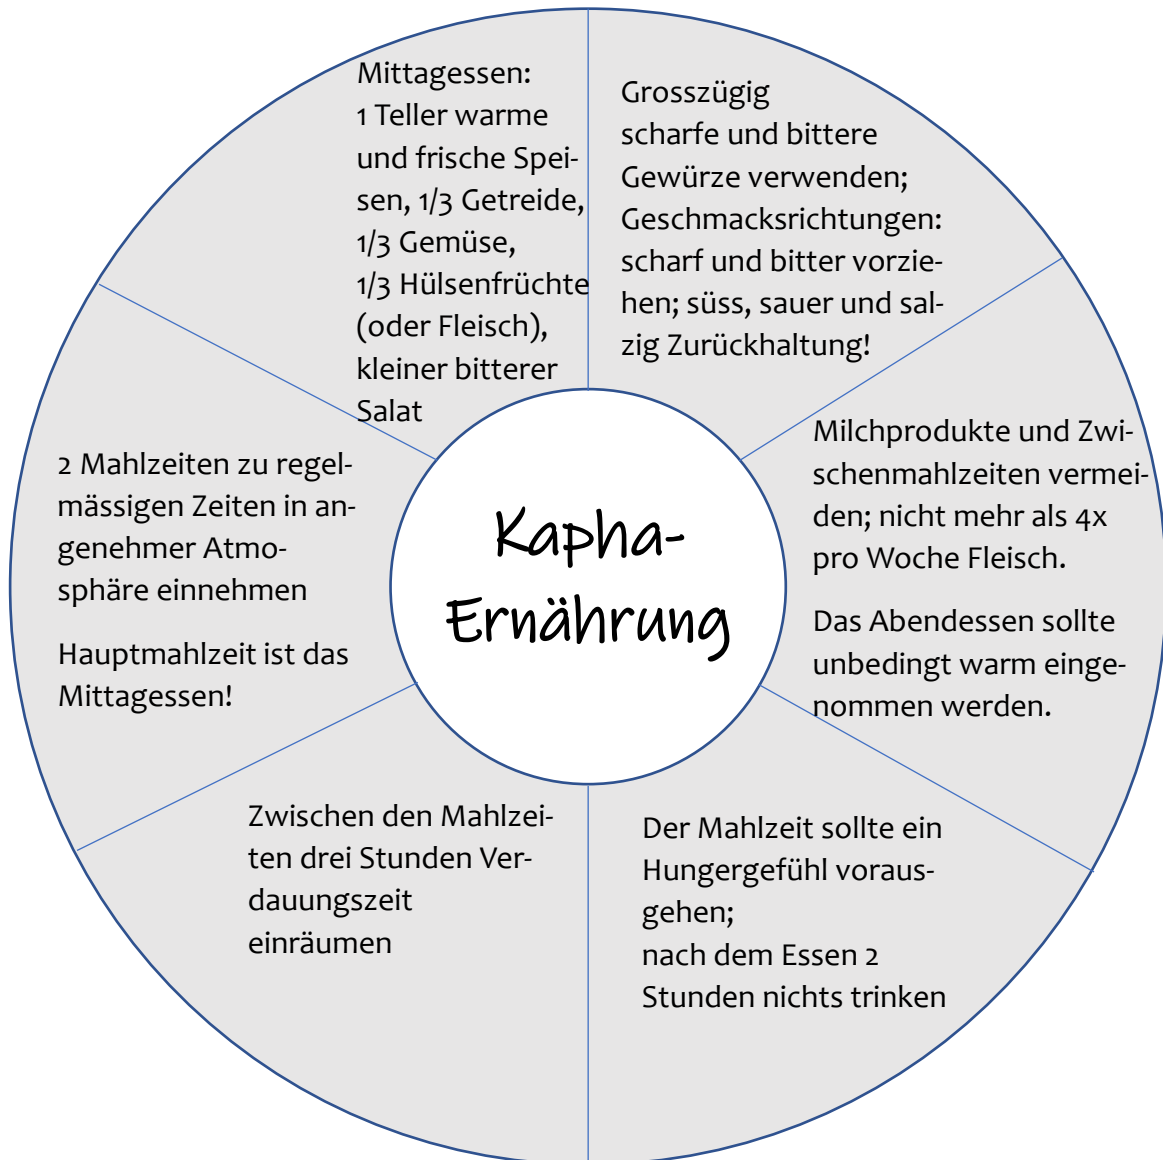 Mittagessen:
1 Teller warme
und frische Spei-
sen, 1/3 Getreide,
1/3 Gemüse,
1/3 Hülsenfrüchte
(oder Fleisch),
kleiner bitterer
Salat
Grosszügig
scharfe und bittere
Gewürze verwenden;
Geschmacksrichtungen:
scharf und bitter vorzie-
hen; süss, sauer und sal-
zig Zurückhaltung!
Milchprodukte und Zwi-
schenmahlzeiten vermei-
den; nicht mehr als 4x
pro Woche Fleisch.
Das Abendessen sollte
unbedingt warm einge-
nommen werden.
Der Mahlzeit sollte ein
Hungergefühl voraus-
gehen;
nach dem Essen 2
Stunden nichts trinken
Zwischen den Mahlzei-
ten drei Stunden Ver-
dauungszeit
einräumen
2 Mahlzeiten zu regel-
mässigen Zeiten in an-
genehmer Atmo-
sphäre einnehmen
Hauptmahlzeit ist das
Mittagessen!
Kapha-
Ernährung